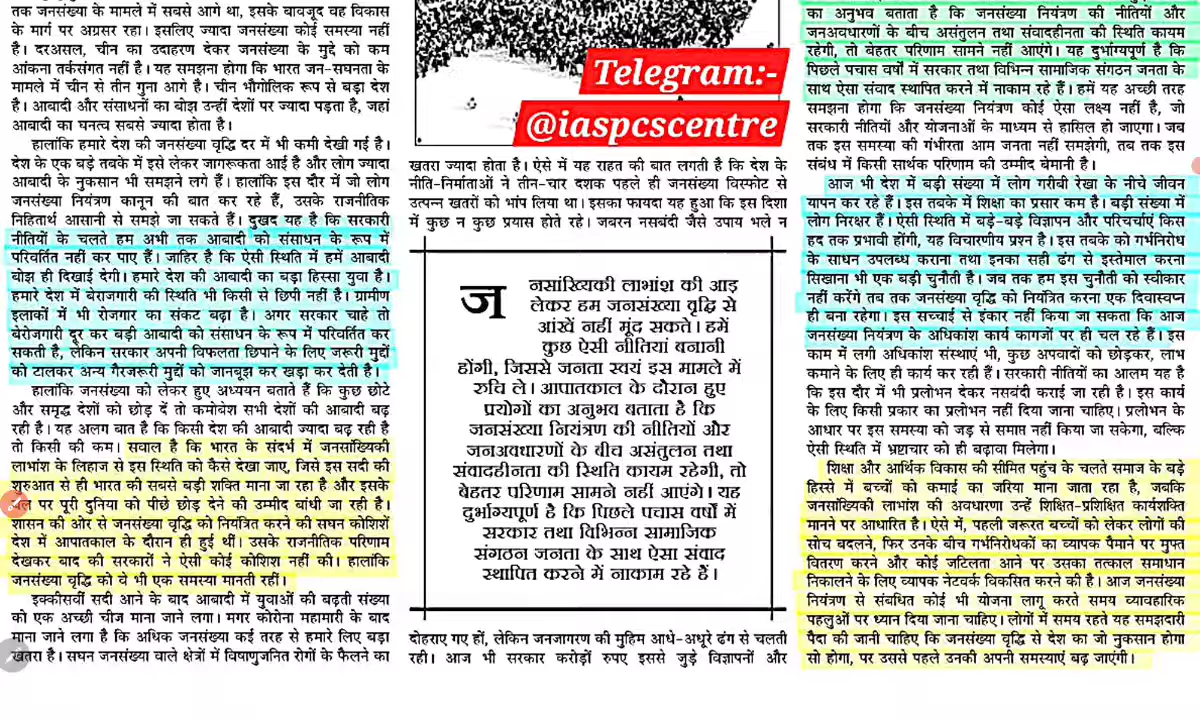 तक जनसंख्या के मामले में सबसे आगे था, इसके बावजूद वह विकास
के मार्ग पर अग्रसर रहा। इसलिए ज्यादा जनसंख्या कोई समस्या नहीं
है। दरअसल, चीन का उदाहरण देकर जनसंख्या के मुद्दे को कम
आंकना तर्कसंगत नहीं है। यह समझना होगा कि भारत जन-सघनता के
मामले में चीन से तीन गुना आगे है। चीन भौगोलिक रूप से बड़ा देश
है। आबादी और संसाधनों का बोझ उन्हीं देशों पर ज्यादा पड़ता है, जहां
आबादी का घनत्व सबसे ज्यादा होता है।
हालांकि हमारे देश की जनसंख्या वृद्धि दर में भी कमी देखी गई है।
देश के एक बड़े तबके में इसे लेकर जागरूकता आई है और लोग ज्यादा
आबादी के नुकसान भी समझने लगे हैं। हालांकि इस दौर में जो लोग
जनसंख्या नियंत्रण कानून की बात कर रहे हैं, उसके राजनीतिक
निहितार्थ आसानी से समझे जा सकते हैं। दुखद यह है कि सरकारी
नीतियों के चलते हम अभी तक आबादी को संसाधन के रूप में
परिवर्तित नहीं कर पाए हैं। जाहिर है कि ऐसी स्थिति में हमें आबादी
बोझ ही दिखाई देगी। हमारे देश की आबादी का बड़ा हिस्सा युवा है।
हमारे देश में बेराजगारी की स्थिति भी किसी से छिपी नहीं है। ग्रामीण
इलाकों में भी रोजगार का संकट बढ़ा है। अगर सरकार चाहे तो
बेरोजगारी दूर कर बड़ी आबादी को संसाधन के रूप में परिवर्तित कर
सकती है, लेकिन सरकार अपनी विफलता छिपाने के लिए जरूरी मुद्दों
को टालकर अन्य गैरजरूरी मुद्दों को जानबूझ कर खड़ा कर देती है।
हालांकि जनसंख्या को लेकर हुए अध्ययन बताते हैं कि कुछ छोटे
और समृद्ध देशों को छोड़ दें तो कमोबेश सभी देशों की आबादी बढ़
रही है। यह अलग बात है कि किसी देश की आबादी ज्यादा बढ़ रही है
तो किसी की कम। सवाल है कि भारत के संदर्भ में जनसांख्यिकी
लाभांश के लिहाज से इस स्थिति को कैसे देखा जाए, जिसे इस सदी की
शुरुआत से ही भारत की सबसे बड़ी शक्ति माना जा रहा है और इसके
बल पर पूरी दुनिया को पीछे छोड़ देने की उम्मीद बांधी जा रही है।
शासन की ओर से जनसंख्या वृद्धि को नियंत्रित करने की सघन कोशिशें
देश में आपातकाल के दौरान ही हुई थीं। उसके राजनीतिक परिणाम
देखकर बाद की सरकारों ने ऐसी कोई कोशिश नहीं की। हालांकि
जनसंख्या वृद्धि को वे भी एक समस्या मानती रहीं।
इक्कीसवीं सदी आने के बाद आबादी में युवाओं की बढ़ती संख्या
को एक अच्छी चीज माना जाने लगा। मगर कोरोना महामारी के बाद
माना जाने लगा है कि अधिक जनसंख्या कई तरह से हमारे लिए बड़ा
खतरा है। सघन जनसंख्या वाले क्षेत्रों में विषाणुजनित रोगों के फैलने का
Telegram:-
@iaspcscentre
खतरा ज्यादा होता है। ऐसे में यह राहत की बात लगती है कि देश के
नीति-निर्माताओं ने तीन-चार दशक पहले ही जनसंख्या विस्फोट से
उत्पन्न खतरों को भांप लिया था। इसका फायदा यह हुआ कि इस दिशा
में कुछ न कुछ प्रयास होते रहे। जबरन नसबंदी जैसे उपाय भले न
जनसांख्यिकी लाभांश की आड़
लेकर हम जनसंख्या वृद्धि से
आंखें नहीं मूंद सकते। हमें
कुछ ऐसी नीतियां बनानी
होंगी, जिससे जनता स्वयं इस मामले में
रुचि ले। आपातकाल के दौरान हुए
प्रयोगों का अनुभव बताता है कि
जनसंख्या नियंत्रण की नीतियों और
जनअवधारणों के बीच असंतुलन तथा
संवादहीनता की स्थिति कायम रहेगी, तो
बेहतर परिणाम सामने नहीं आएंगे। यह
दुर्भाग्यपूर्ण है कि पिछले पचास वर्षों में
सरकार तथा विभिन्न सामाजिक
संगठन जनता के साथ ऐसा संवाद
स्थापित करने में नाकाम रहे हैं।
दोहराए गए हों, लेकिन जनजागरण की मुहिम आधे-अधूरे ढंग से चलती
रही। आज भी सरकार करोड़ों रुपए इससे जुड़े विज्ञापनों और
का अनुभव बताता है कि जनसंख्या नियंत्रण की नीतियों और
जनअवधारणों के बीच असंतुलन तथा संवादहीनता की स्थिति कायम
रहेगी, तो बेहतर परिणाम सामने नहीं आएंगे। यह दुर्भाग्यपूर्ण है कि
पिछले पचास वर्षों में सरकार तथा विभिन्न सामाजिक संगठन जनता के
साथ ऐसा संवाद स्थापित करने में नाकाम रहे हैं। हमें यह अच्छी तरह
समझना होगा कि जनसंख्या नियंत्रण कोई ऐसा लक्ष्य नहीं है, जो
सरकारी नीतियों और योजनाओं के माध्यम से हासिल हो जाएगा। जब
तक इस समस्या की गंभीरता आम जनता नहीं समझेगी, तब तक इस
संबंध में किसी सार्थक परिणाम की उम्मीद बेमानी है।
आज भी देश में बड़ी संख्या में लोग गरीबी रेखा के नीचे जीवन
यापन कर रहे हैं। इस तबके में शिक्षा का प्रसार कम है। बड़ी संख्या में
लोग निरक्षर हैं। ऐसी स्थिति में बड़े-बड़े विज्ञापन और परिचर्चाएं किस
हद तक प्रभावी होंगी, यह विचारणीय प्रश्न है। इस तबके को गर्भनिरोध
के साधन उपलब्ध कराना तथा इनका सही ढंग से इस्तेमाल करना
सिखाना भी एक बड़ी चुनौती है। जब तक हम इस चुनौती को स्वीकार
नहीं करेंगे तब तक जनसंख्या वृद्धि को नियंत्रित करना एक दिवास्वप्न
ही बना रहेगा। इस सच्चाई से इंकार नहीं किया जा सकता कि आज
जनसंख्या नियंत्रण के अधिकांश कार्य कागजों पर ही चल रहे हैं। इस
काम में लगी अधिकांश संस्थाएं भी, कुछ अपवादों को छोड़कर, लाभ
कमाने के लिए ही कार्य कर रही हैं। सरकारी नीतियों का आलम यह है
कि इस दौर में भी प्रलोभन देकर नसबंदी कराई जा रही है। इस कार्य
के लिए किसी प्रकार का प्रलोभन नहीं दिया जाना चाहिए। प्रलोभन के
आधार पर इस समस्या को जड़ से समाप्त नहीं किया जा सकेगा, बल्कि
ऐसी स्थिति में भ्रष्टाचार को ही बढ़ावा मिलेगा।
शिक्षा और आर्थिक विकास की सीमित पहुंच के चलते समाज के बड़े
हिस्से में बच्चों को कमाई का जरिया माना जाता रहा है, जबकि
जनसांख्यिकी लाभांश की अवधारणा उन्हें शिक्षित-प्रशिक्षित कार्यशक्ति
मानने पर आधारित है। ऐसे में, पहली जरूरत बच्चों को लेकर लोगों की
सोच बदलने, फिर उनके बीच गर्भनिरोधकों का व्यापक पैमाने पर मुफ्त
वितरण करने और कोई जटिलता आने पर उसका तत्काल समाधान
निकालने के लिए व्यापक नेटवर्क विकसित करने की है। आज जनसंख्या
नियंत्रण से संबधित कोई भी योजना लागू करते समय व्यावहारिक
पहलुओं पर ध्यान दिया जाना चाहिए। लोगों में समय रहते यह समझदारी
पैदा की जानी चाहिए कि जनसंख्या वृद्धि से देश का जो नुकसान होगा
सो होगा, पर उससे पहले उनकी अपनी समस्याएं बढ़ जाएंगी।